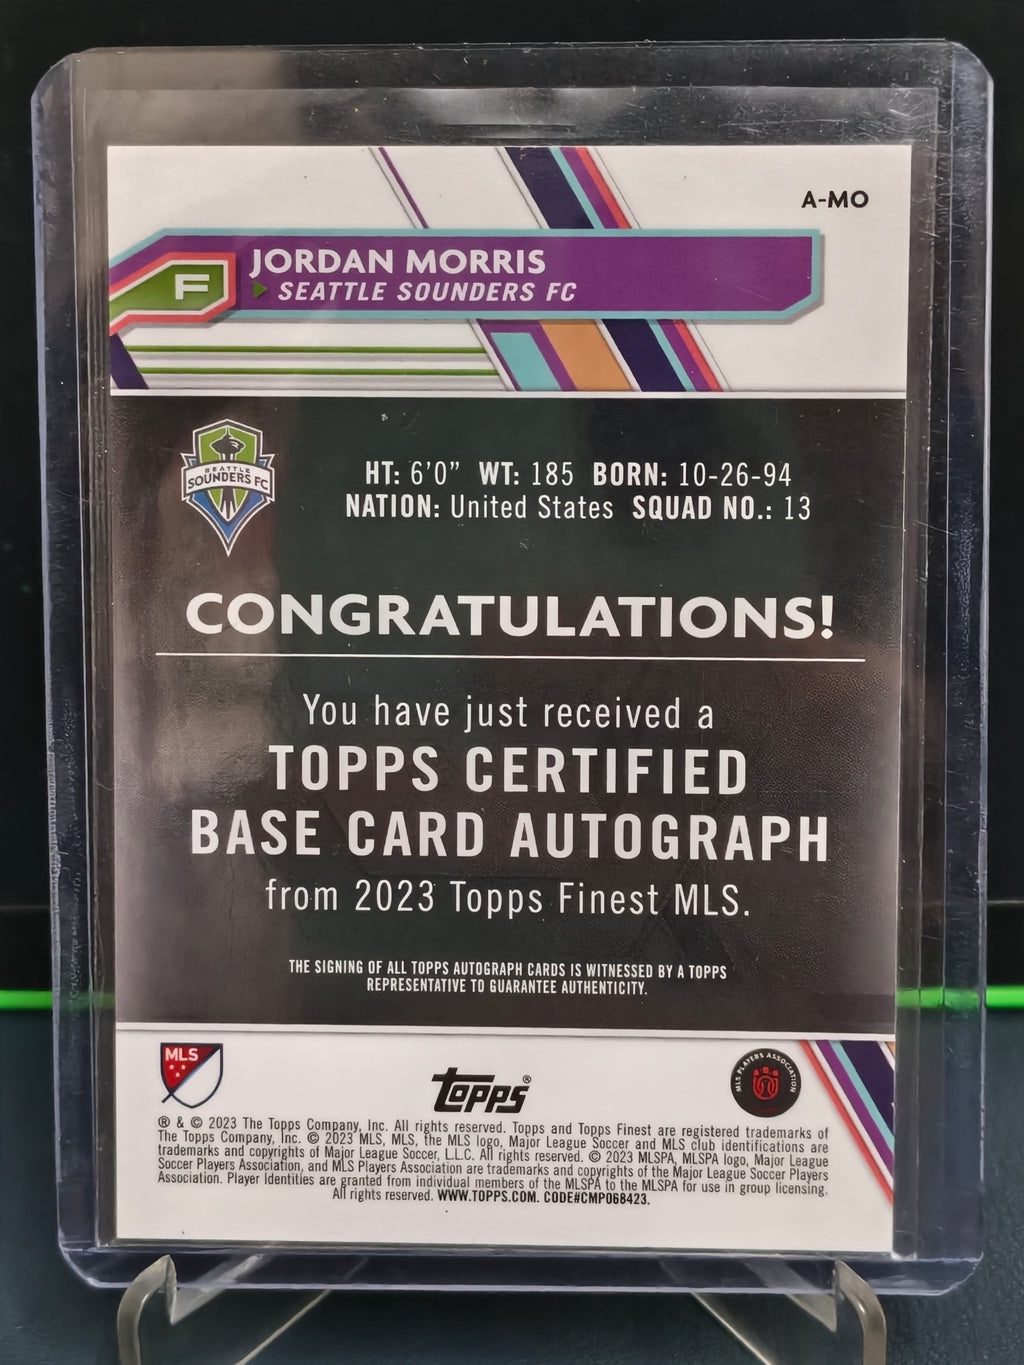 A-MO
F
JORDAN MORRIS
SEATTLE SOUNDERS FC
SEATTLE
SOUNDERS FC
HT: 6'0" WT: 185 BORN: 10-26-94
NATION: United States SQUAD NO.: 13
CONGRATULATIONS!
You have just received a
TOPPS CERTIFIED
BASE CARD AUTOGRAPH
from 2023 Topps Finest MLS.
THE SIGNING OF ALL TOPPS AUTOGRAPH CARDS IS WITNESSED BY A TOPPS
REPRESENTATIVE TO GUARANTEE AUTHENTICITY.
MLS
TOPPS®
MLS PLAYERS ASSOCIATION
® & © 2023 The Topps Company, Inc. All rights reserved. Topps and Topps Finest are registered trademarks of
The Topps Company, Inc. © 2023 MLS, MLS, the MLS logo, Major League Soccer and MLS club identifications are
trademarks and copyrights of Major League Soccer, L.L.C. All rights reserved. © 2023 MLSPA, MLSPA logo, Major League
Soccer Players Association, and MLS Players Association are trademarks and copyrights of the Major League Soccer Players
Association. Player Identities are granted from individual members of the MLSPA to the MLSPA for use in group licensing.
All rights reserved. WWW.TOPPS.COM. CODE#CMP068423.